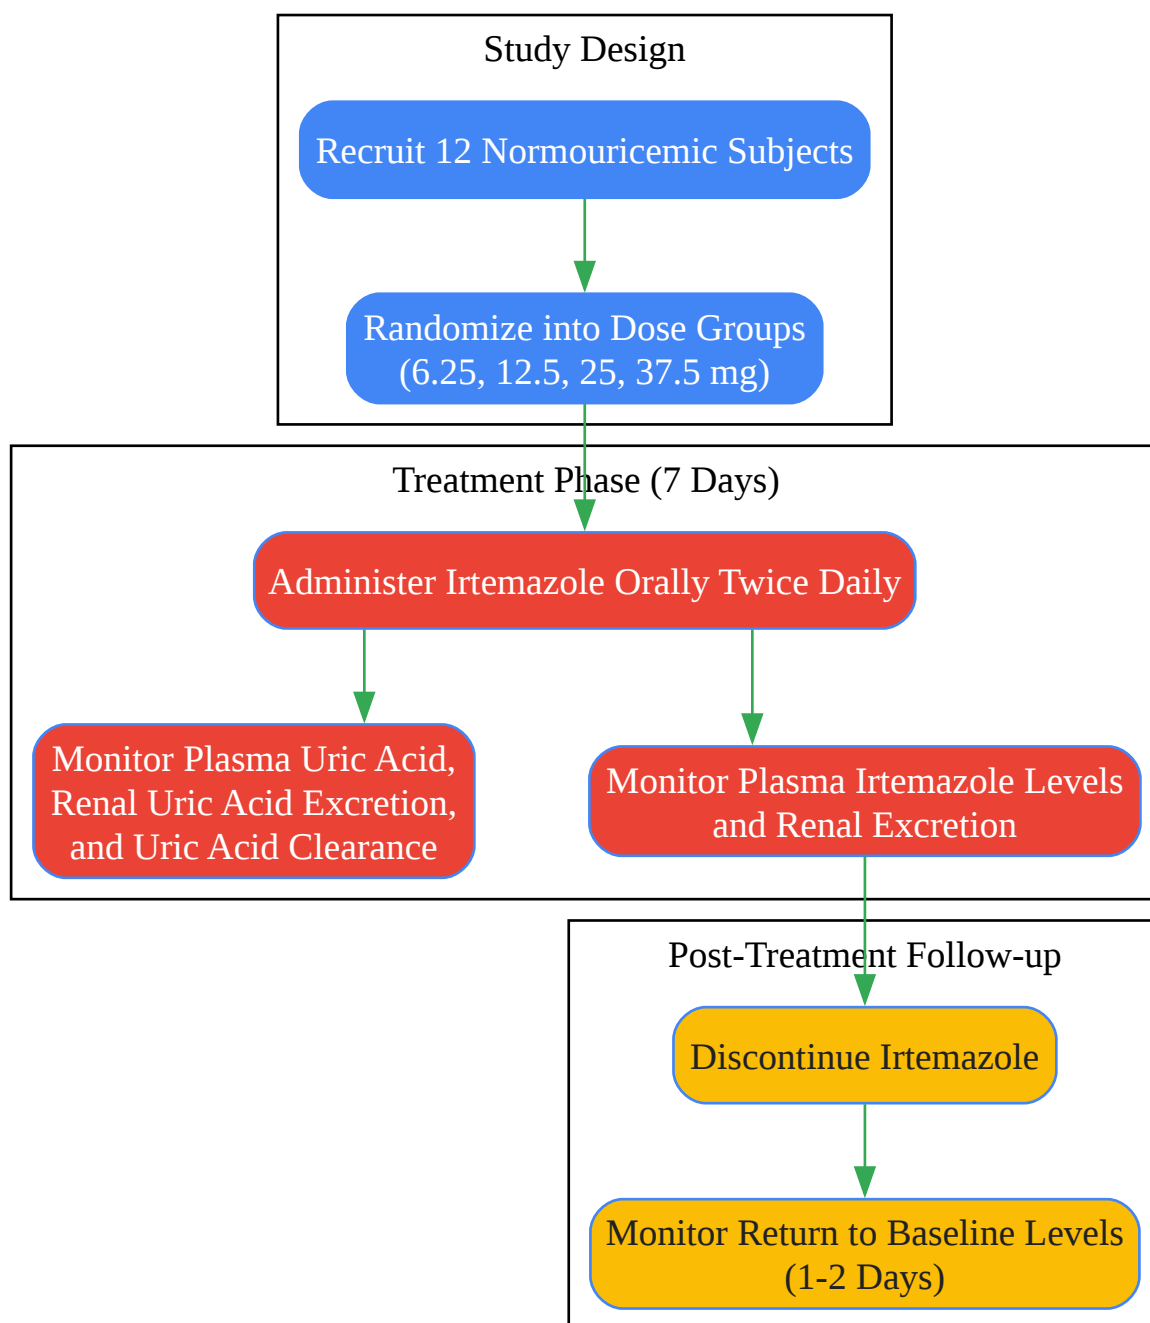 Study Design
Recruit 12 Normouricemic Subjects
Randomize into Dose Groups
(6.25, 12.5, 25, 37.5 mg)
Treatment Phase (7 Days)
Administer Irtemazole Orally Twice Daily
Monitor Plasma Uric Acid,
Renal Uric Acid Excretion,
and Uric Acid Clearance
Monitor Plasma Irtemazole Levels
and Renal Excretion
Post-Treatment Follow-up
Discontinue Irtemazole
Monitor Return to Baseline Levels
(1-2 Days)